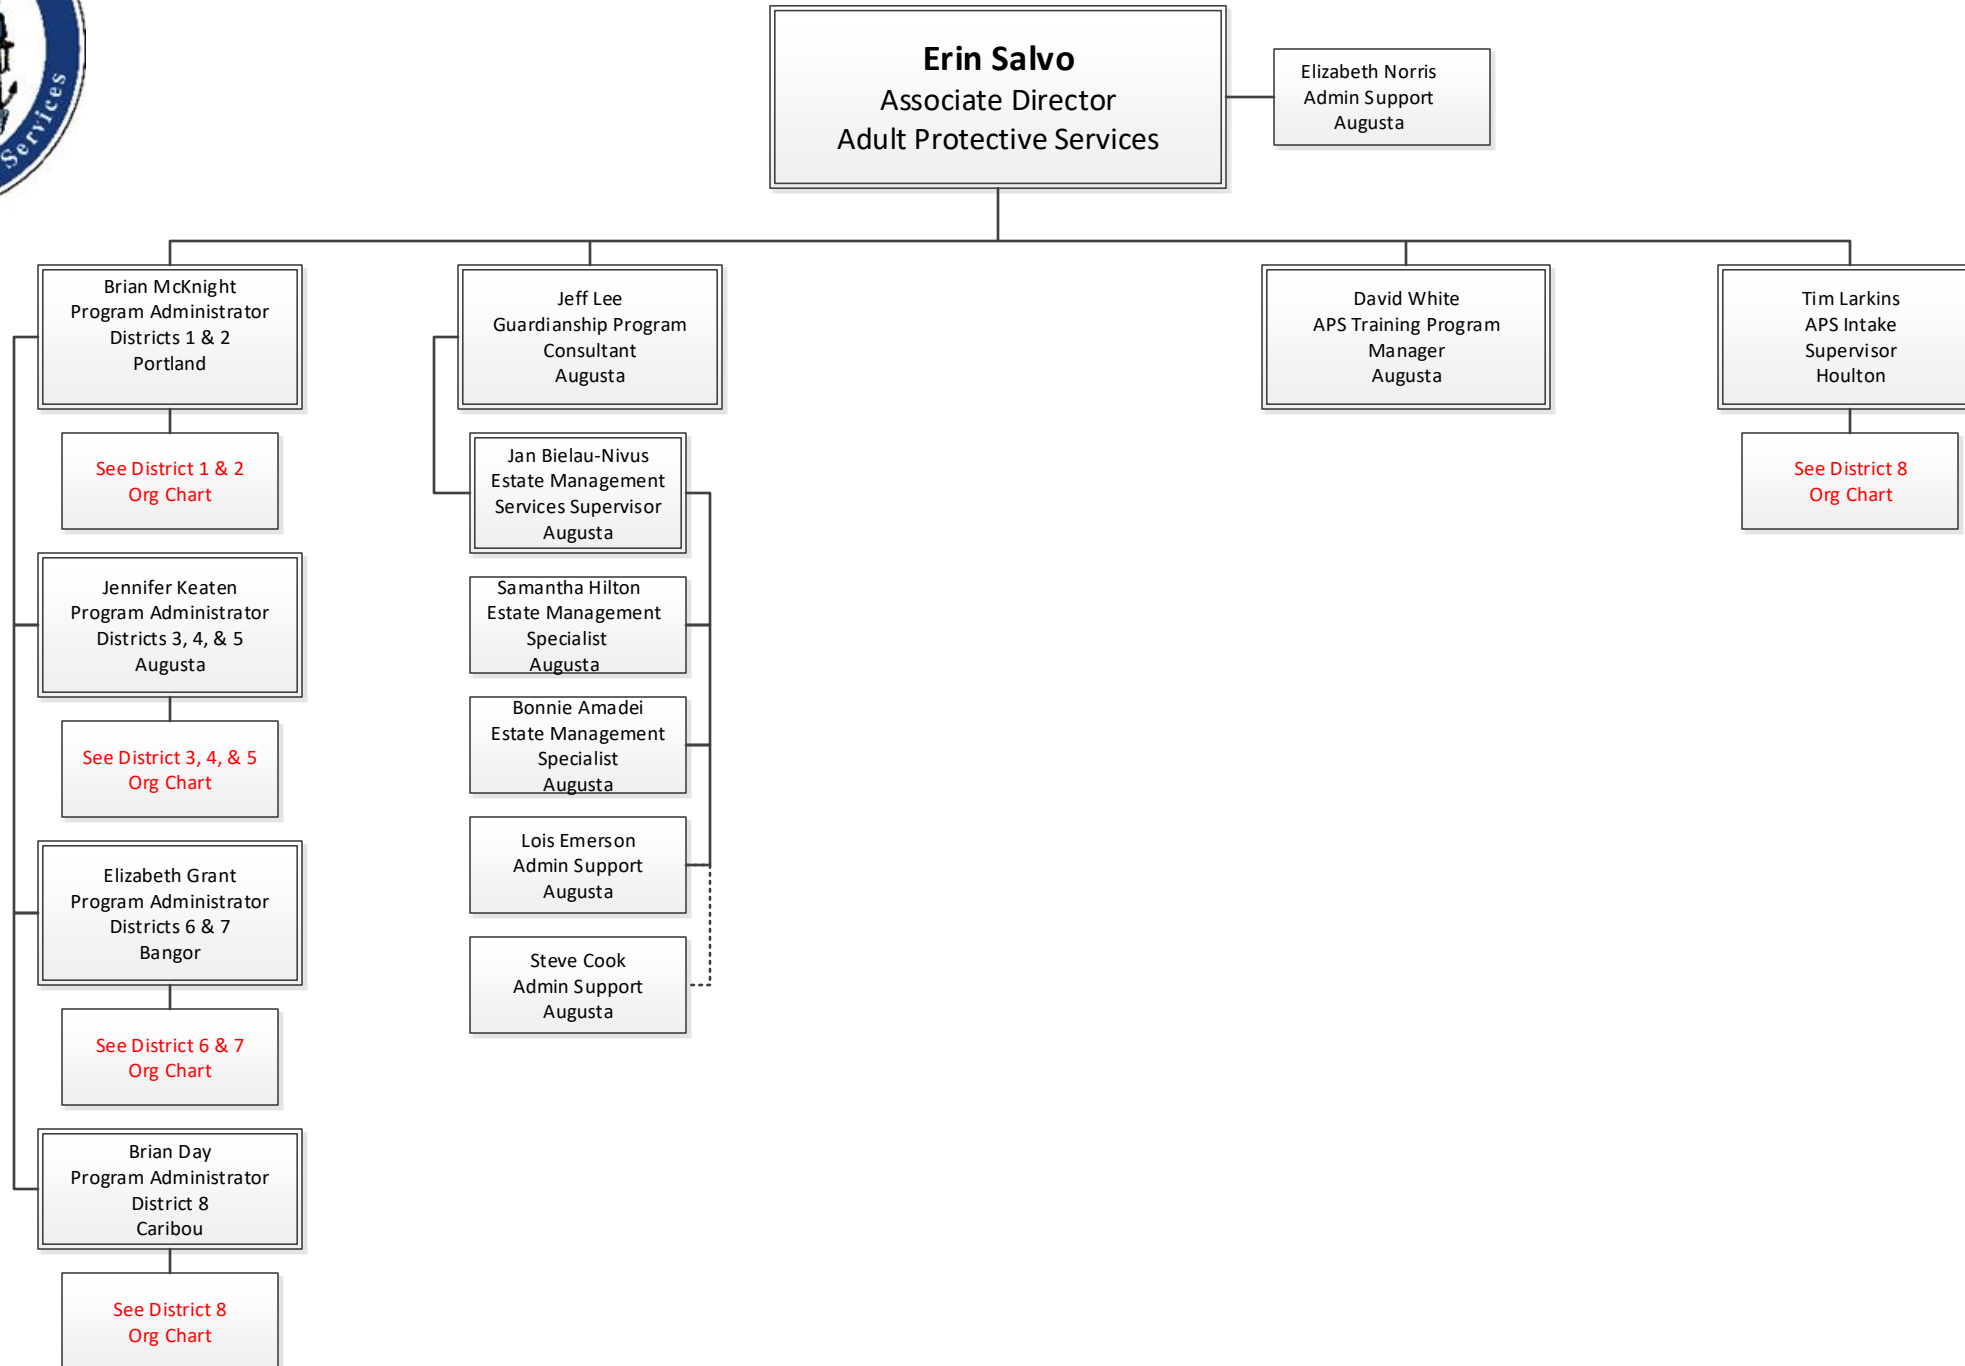 Services
Erin Salvo
Associate Director
Adult Protective Services
Elizabeth Norris
Admin Support
Augusta
Brian McKnight
Program Administrator
Districts 1 & 2
Portland
See District 1 & 2
Org Chart
Jennifer Keaten
Program Administrator
Districts 3, 4, & 5
Augusta
See District 3, 4, & 5
Org Chart
Elizabeth Grant
Program Administrator
Districts 6 & 7
Bangor
See District 6 & 7
Org Chart
Brian Day
Program Administrator
District 8
Caribou
See District 8
Org Chart
Jeff Lee
Guardianship Program
Consultant
Augusta
Jan Bielau-Nivus
Estate Management
Services Supervisor
Augusta
Samantha Hilton
Estate Management
Specialist
Augusta
Bonnie Amadei
Estate Management
Specialist
Augusta
Lois Emerson
Admin Support
Augusta
Steve Cook
Admin Support
Augusta
David White
APS Training Program
Manager
Augusta
Tim Larkins
APS Intake
Supervisor
Houlton
See District 8
Org Chart